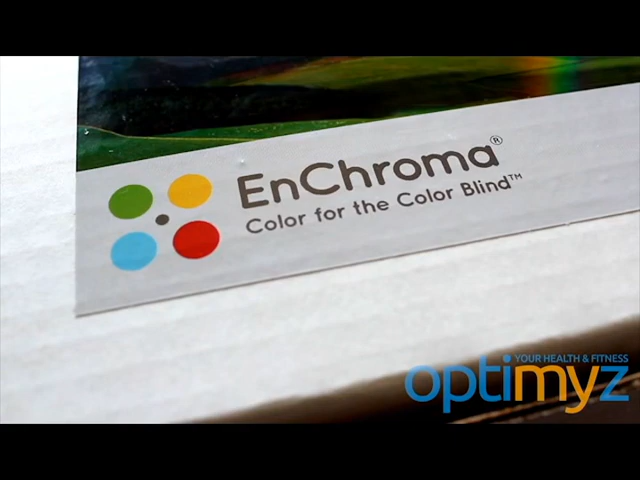 EnChroma®
Color for the Color Blind™
YOUR HEALTH & FITNESS
optimyz